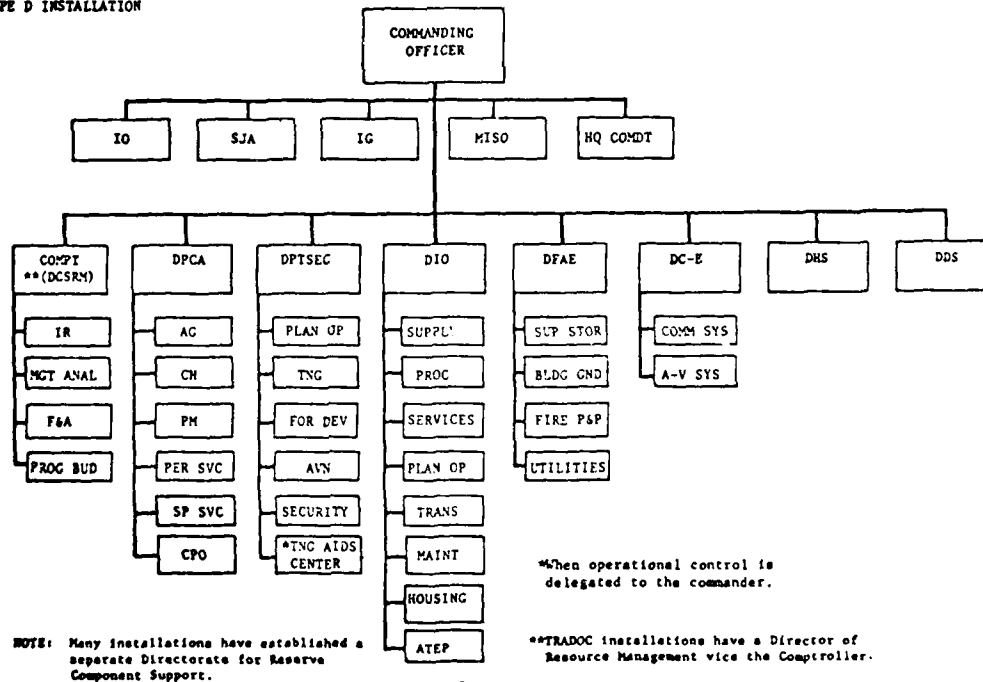 PE D INSTALLATION
COMMANDING
OFFICER
IO
SJA
IG
MISO
HQ COMDT
COMPT
**(DCSRM)
DPCA
DPTSEC
DIO
DFAE
DC-E
DHS
DDS
IR
MGT ANAL
F&A
PROG BUD
AG
CH
PM
PER SVC
SP SVC
CPO
PLAN OP
TNG
FOR DEV
AVN
SECURITY
*TNG AIDS
CENTER
SUPPLY
PROC
SERVICES
PLAN OP
TRANS
MAINT
HOUSING
ATEP
SUP STOR
BLDG GND
FIRE P&P
UTILITIES
COMM SYS
A-V SYS
*When operational control is
delegated to the commander.
NOTE: Many installations have established a
separate Directorate for Reserve
Component Support.
**TRADOC installations have a Director of
Resource Management vice the Comptroller.